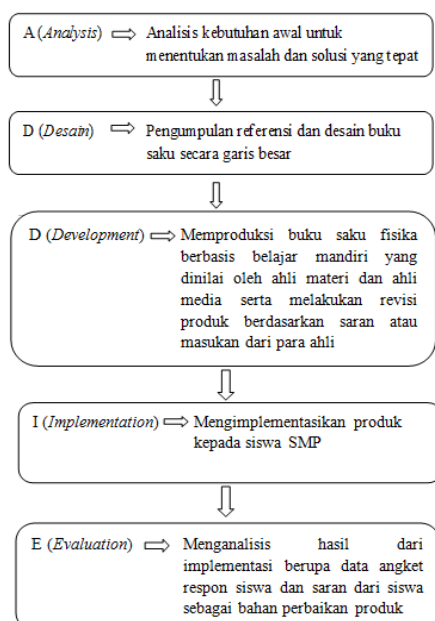 A (Analysis) ⇨ Analisis kebutuhan awal untuk
menentukan masalah dan solusi yang tepat
D (Desain) ⇨ Pengumpulan referensi dan desain buku
saku secara garis besar
D (Development) ⇨ Memproduksi buku saku fisika
berbasis belajar mandiri yang
dinilai oleh ahli materi dan ahli
media serta melakukan revisi
produk berdasarkan saran atau
masukan dari para ahli
I (Implementation) ⇨ Mengimplementasikan produk
kepada siswa SMP
E (Evaluation) ⇨ Menganalisis hasil dari
implementasi berupa data angket
respon siswa dan saran dari siswa
sebagai bahan perbaikan produk